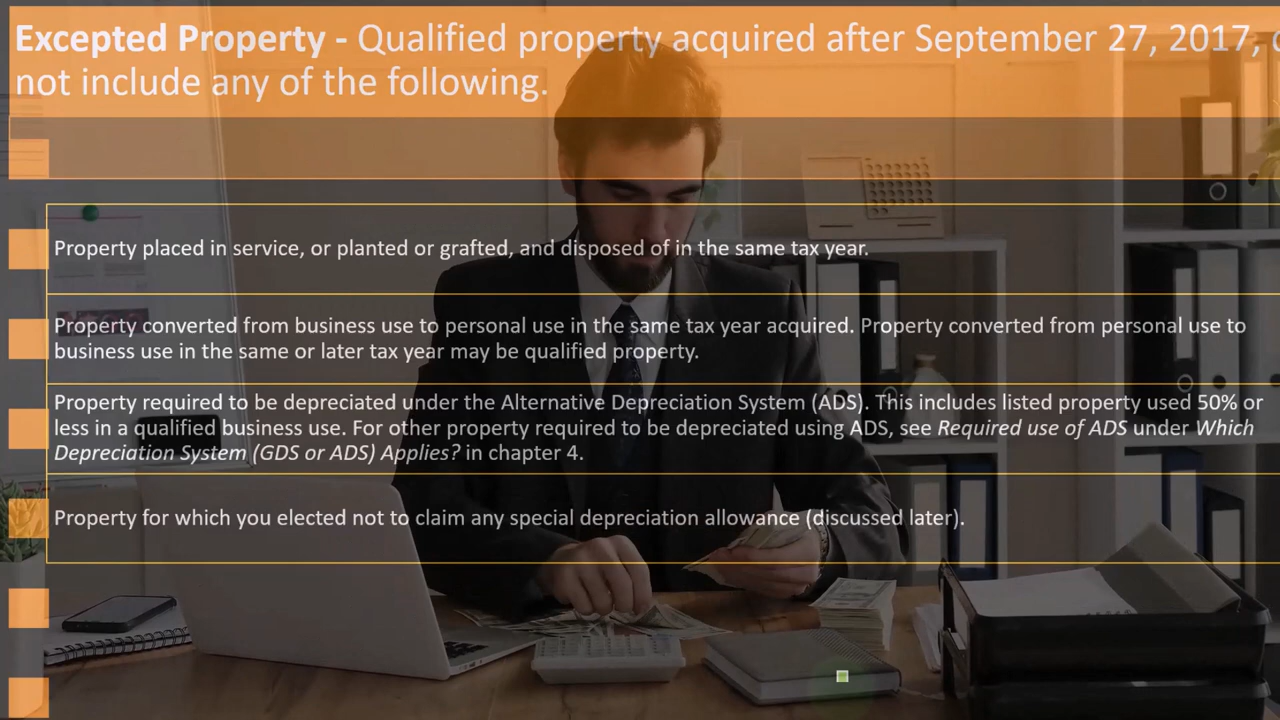 Excepted Property - Qualified property acquired after September 27, 2017,
not include any of the following.
Property placed in service, or planted or grafted, and disposed of in the same tax year.
Property converted from business use to personal use in the same tax year acquired. Property converted from personal use to
business use in the same or later tax year may be qualified property.
Property required to be depreciated under the Alternative Depreciation System (ADS). This includes listed property used 50% or
less in a qualified business use. For other property required to be depreciated using ADS, see Required use of ADS under Which
Depreciation System (GDS or ADS) Applies? in chapter 4.
Property for which you elected not to claim any special depreciation allowance (discussed later).